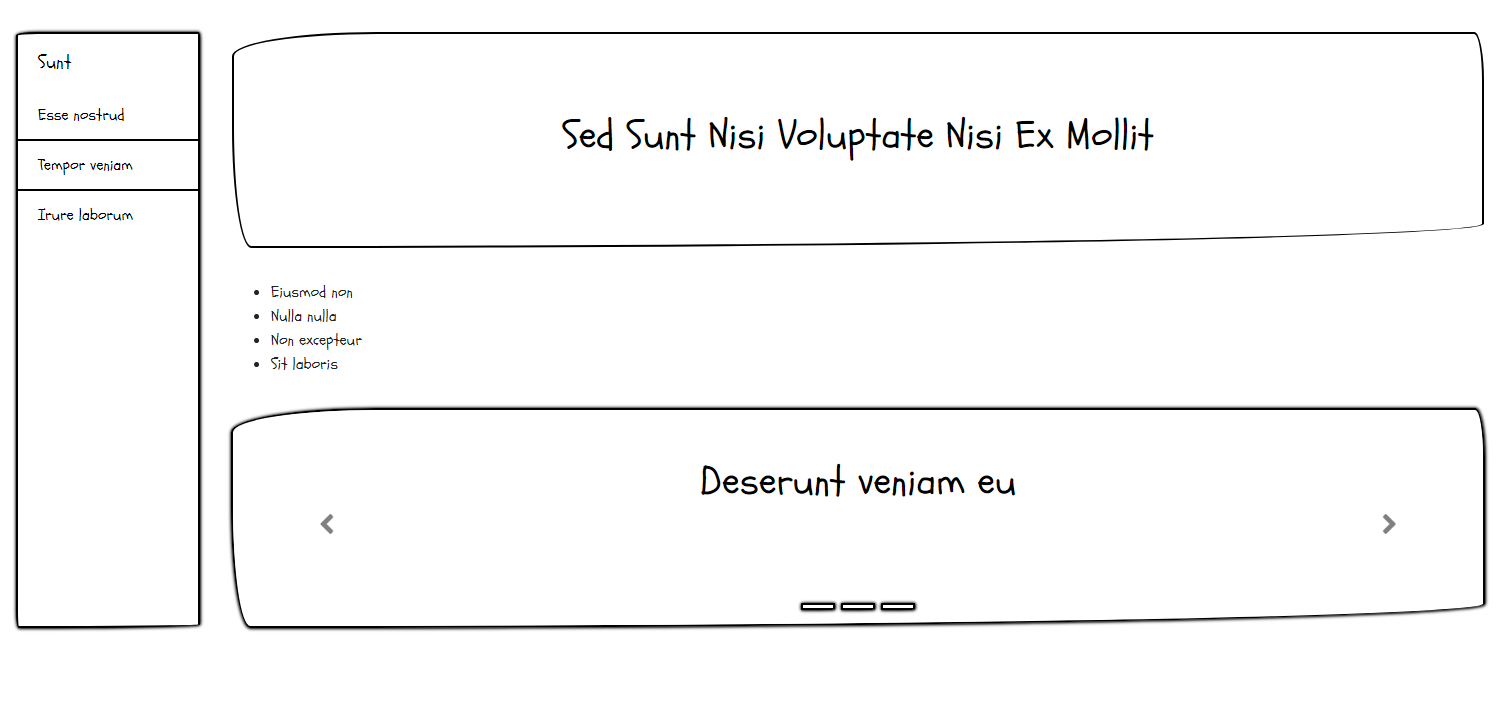 Sunt
Esse nostrud
Tempor veniam
Irure laborum
Sed Sunt Nisi Voluptate Nisi Ex Mollit
Eiusmod non
Nulla nulla
Non excepteur
Sit laboris
Deserunt veniam eu